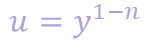 u = y^{1-n}